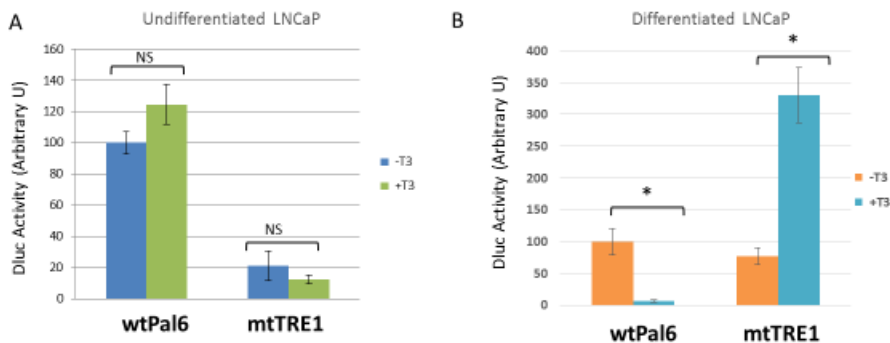 A
Undifferentiated LNCaP
Dluc Activity (Arbitrary U)
160
140
120
100
80
60
40
20
0
NS
NS
wtPal6
mtTRE1
-T3
+T3
B
Differentiated LNCaP
Dluc Activity (Arbitrary U)
400
350
300
250
200
150
100
50
0
*
*
wtPal6
mtTRE1
-T3
+T3